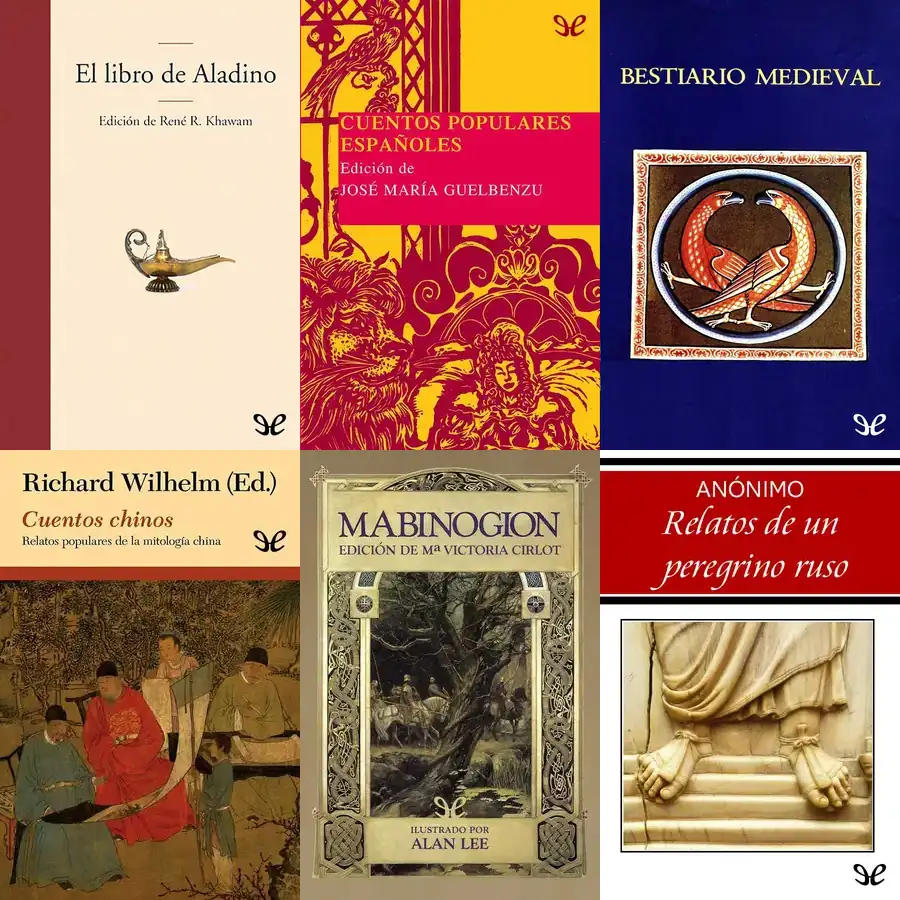 El libro de Aladino
Edición de René R. Khawam
CUENTOS POPULARES
ESPAÑOLES
Edición de
JOSÉ MARÍA GUELBENZU
BESTIARIO MEDIEVAL
Richard Wilhelm (Ed.)
Cuentos chinos
Relatos populares de la mitología china
MABINOGION
EDICIÓN DE Mª VICTORIA CIRLOT
ILUSTRADO POR
ALAN LEE
ANÓNIMO
Relatos de un
peregrino ruso